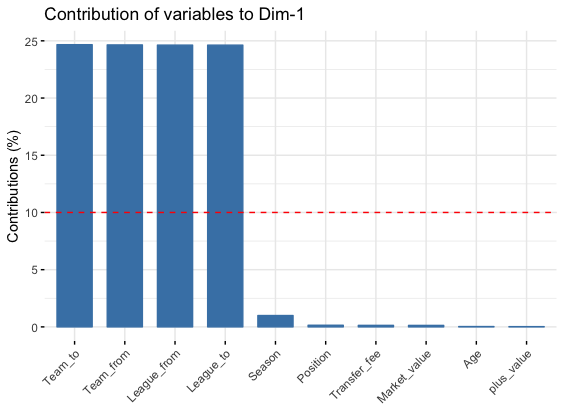 Contribution of variables to Dim-1
Contributions (%)
25
20
15
10
5
0
Team_to
Team_from
League_from
League_to
Season
Position
Transfer_fee
Market_value
Age
plus_value